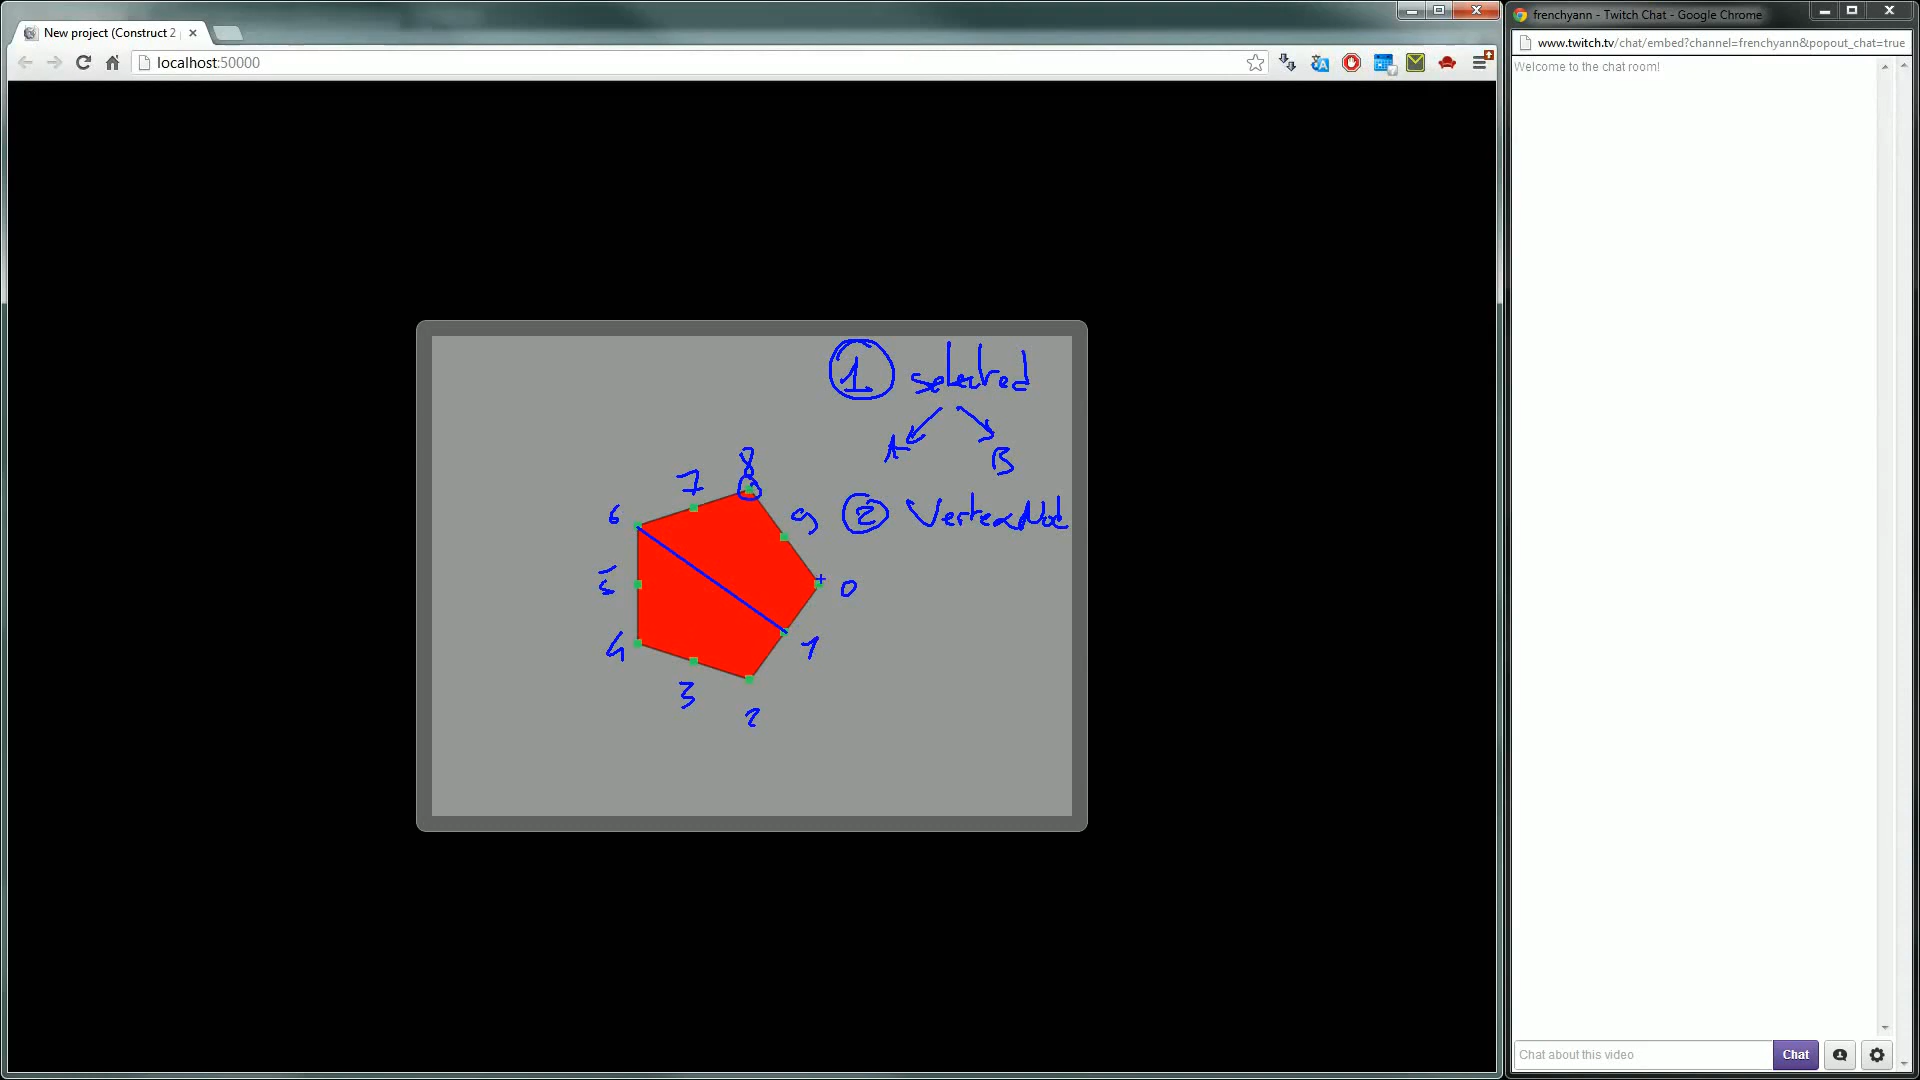 New project (Construct 2
localhost:50000
1 selected
A B
8
7
6
9
2 VertexNot
5
0
4
1
3
2
frenchyann - Twitch Chat - Google Chrome
www.twitch.tv/chat/embed?channel=frenchyann&popout_chat=true
Welcome to the chat room!
Chat about this video
Chat